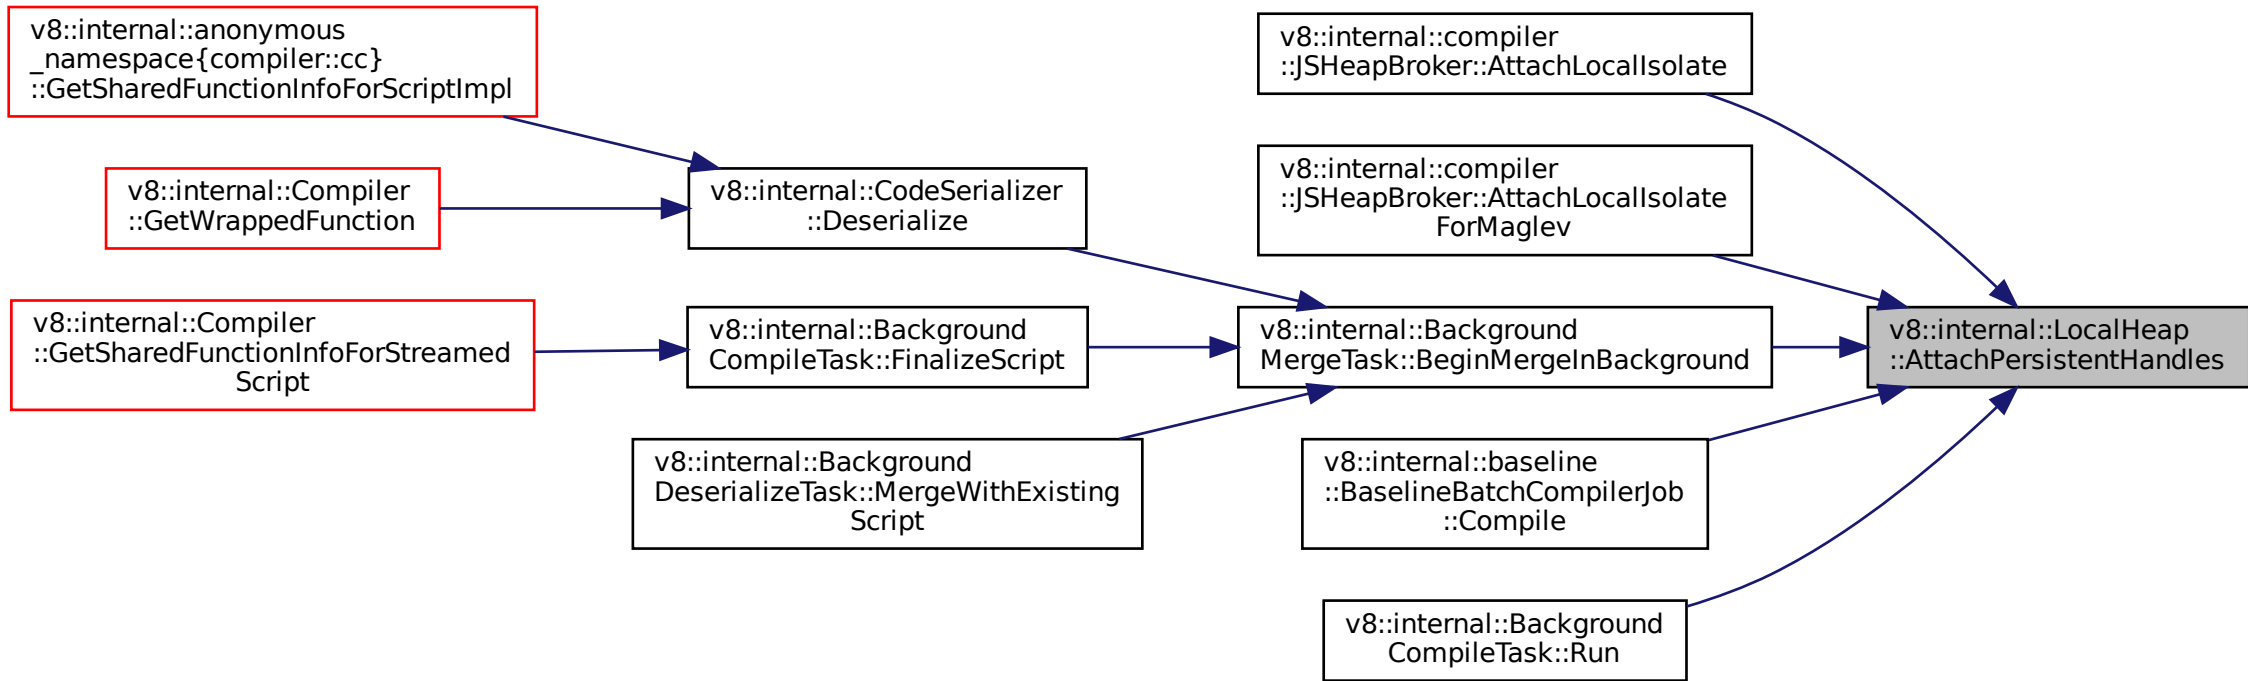 v8::internal::anonymous
_namespace{compiler::cc}
::GetSharedFunctionInfoForScriptImpl
v8::internal::Compiler
::GetWrappedFunction
v8::internal::Compiler
::GetSharedFunctionInfoForStreamed
Script
v8::internal::CodeSerializer
::Deserialize
v8::internal::Background
CompileTask::FinalizeScript
v8::internal::Background
DeserializeTask::MergeWithExisting
Script
v8::internal::compiler
::JSHeapBroker::AttachLocalIsolate
v8::internal::compiler
::JSHeapBroker::AttachLocalIsolate
ForMaglev
v8::internal::Background
MergeTask::BeginMergeInBackground
v8::internal::baseline
::BaselineBatchCompilerJob
::Compile
v8::internal::Background
CompileTask::Run
v8::internal::LocalHeap
::AttachPersistentHandles